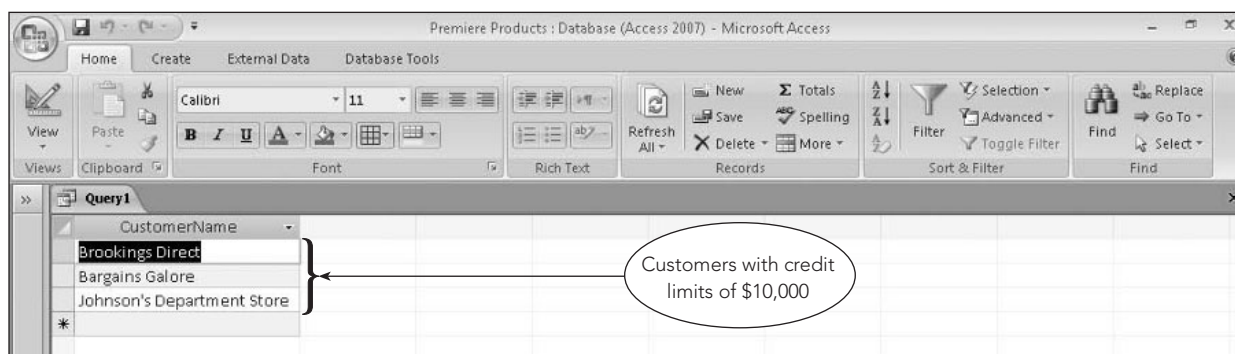 Premiere Products : Database (Access 2007) - Microsoft Access
Home Create External Data Database Tools
View Paste Calibri 11 B I U A Refresh All New Save Delete Totals Spelling More Filter Selection Advanced Toggle Filter Find Replace Go To Select
Views Clipboard Font Rich Text Records Sort & Filter Find
Query1
CustomerName
Brookings Direct
Bargains Galore
Johnson's Department Store
Customers with credit
limits of $10,000